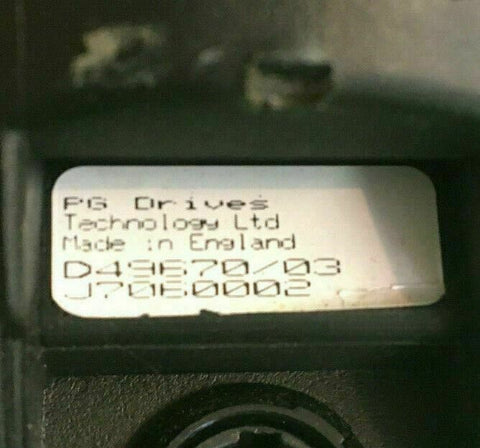 PG Drives
Technology Ltd
Made in England
D49670/03
J7060002